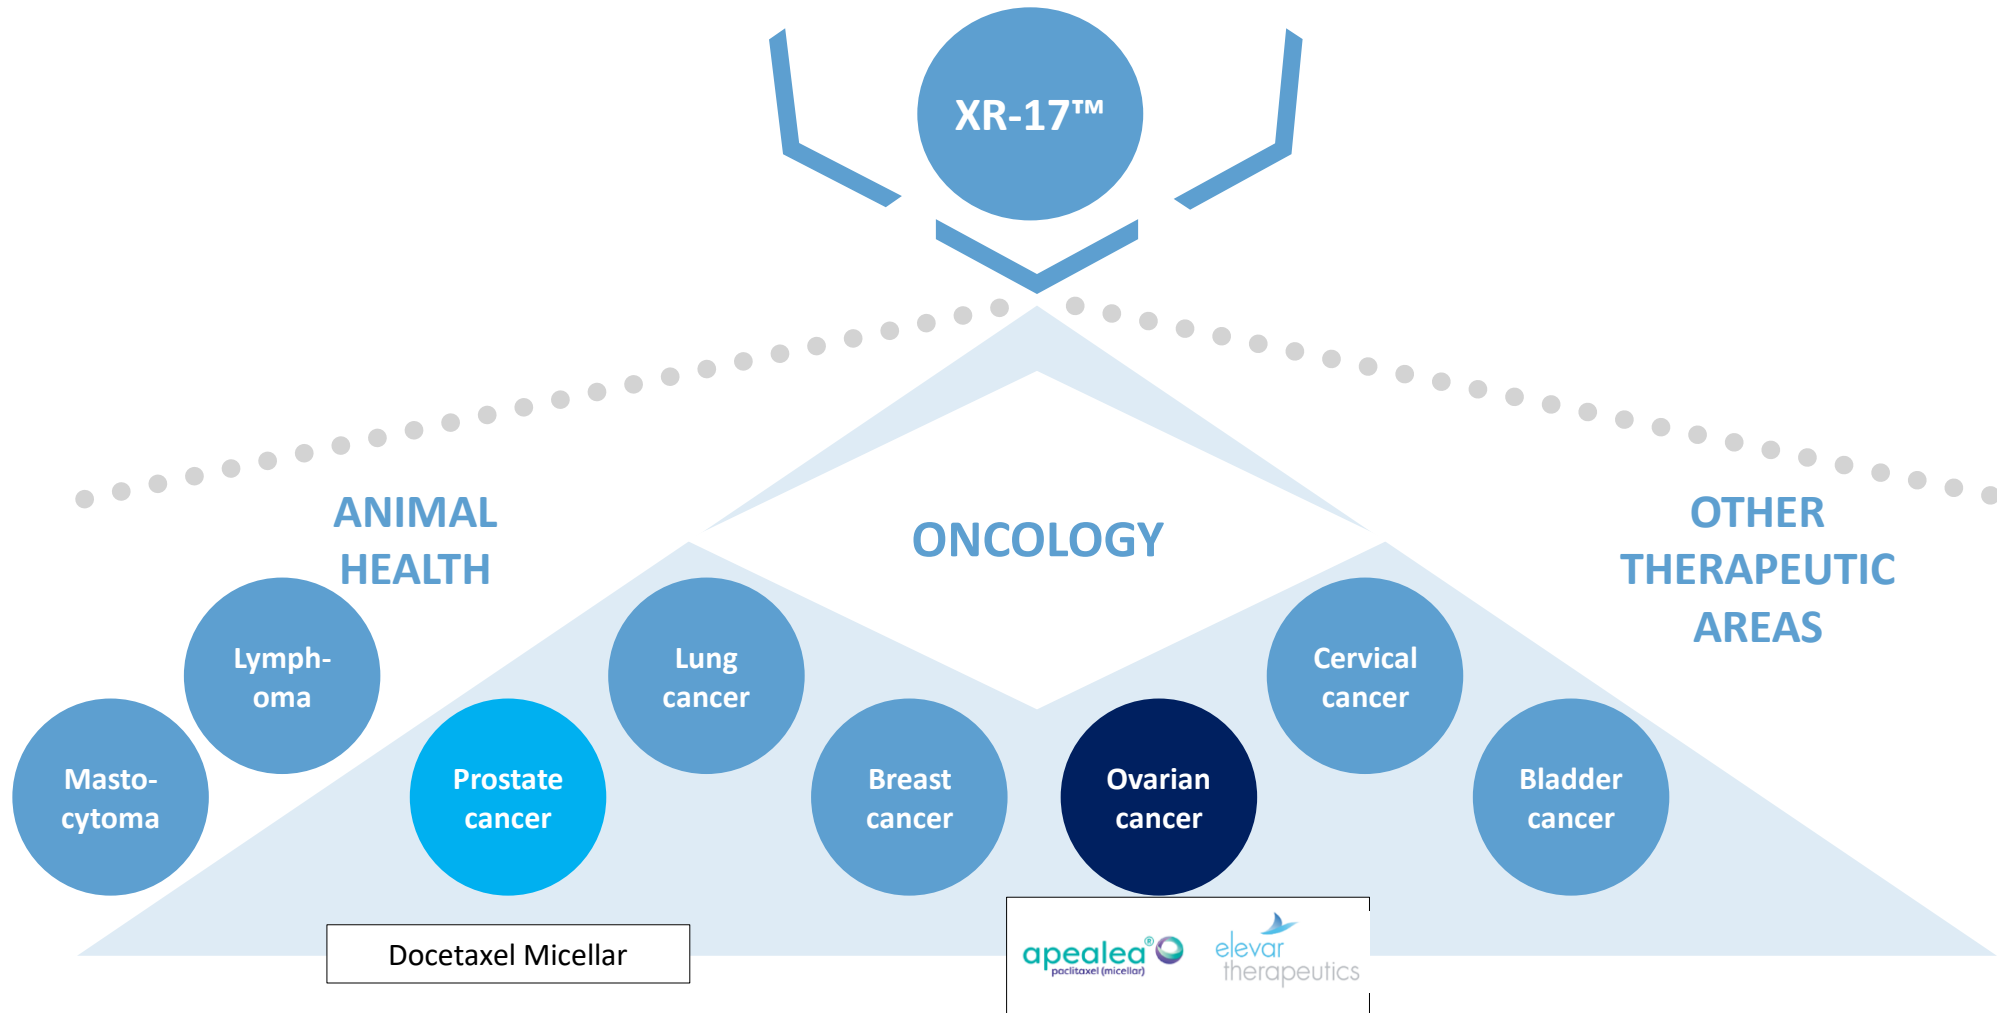 XR-17™
ANIMAL
HEALTH
ONCOLOGY
OTHER
THERAPEUTIC
AREAS
Lymph-
oma
Lung
cancer
Cervical
cancer
Masto-
cytoma
Prostate
cancer
Breast
cancer
Ovarian
cancer
Bladder
cancer
Docetaxel Micellar
apealea®
paclitaxel (micellar)
elevar
therapeutics